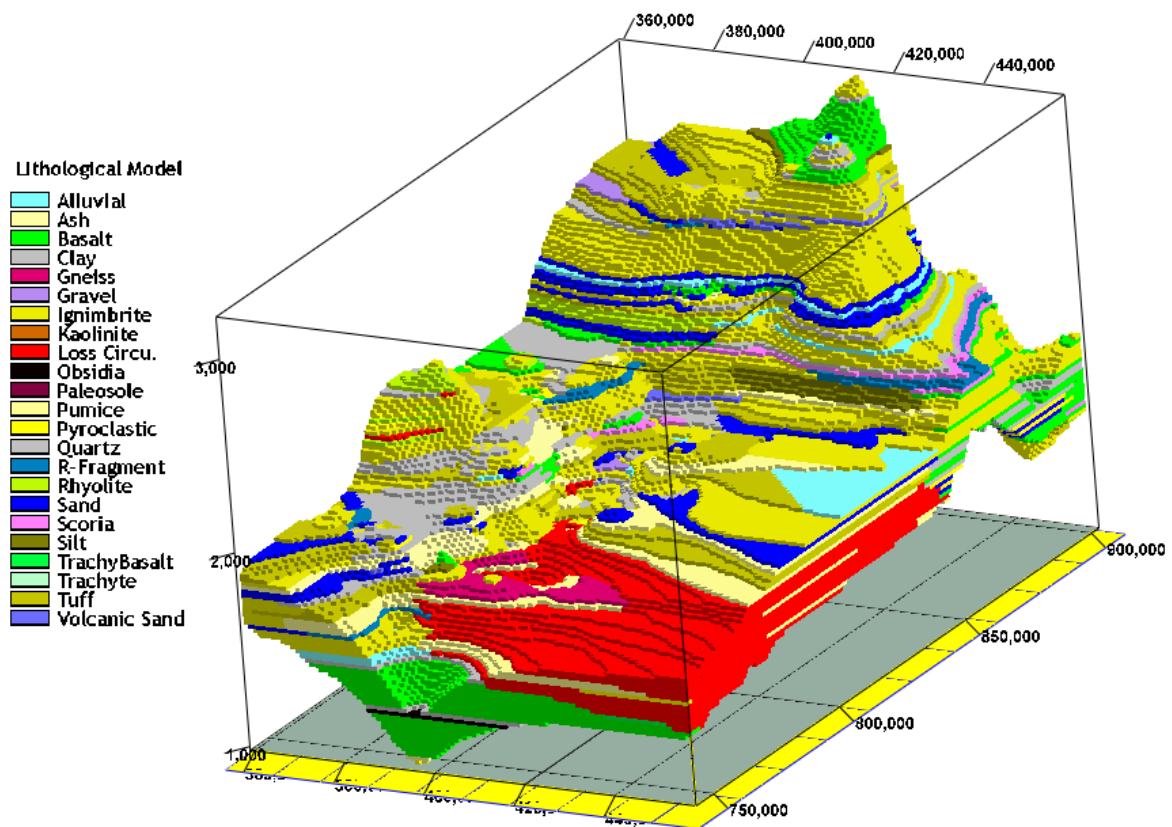 360,000
380,000
400,000
420,000
440,000
Lithological Model
Alluvial
Ash
Basalt
Clay
Gneiss
Gravel
Ignimbrite
Kaolinite
Loss Circu.
Obsidia
Paleosole
Pumice
Pyroclastic
Quartz
R-Fragment
Rhyolite
Sand
Scoria
Silt
TrachyBasalt
Trachyte
Tuff
Volcanic Sand
3,000
2,000
1,000
900,000
850,000
800,000
750,000